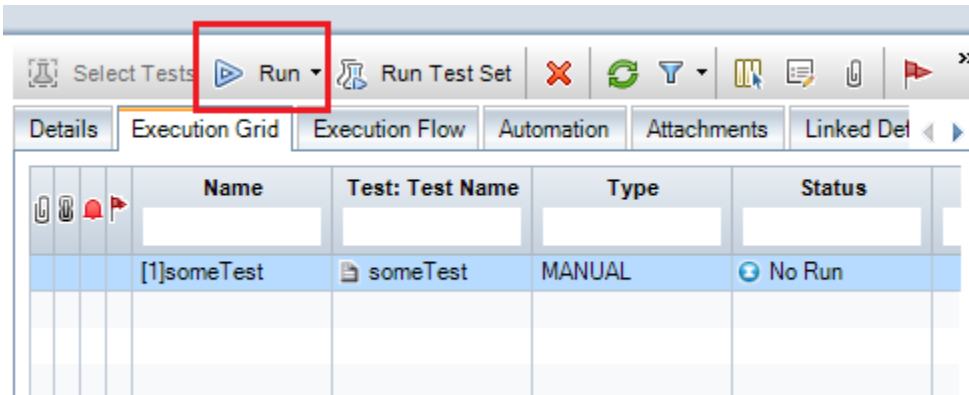 Select Tests Run Run Test Set »
Details Execution Grid Execution Flow Automation Attachments Linked Def
Name Test: Test Name Type Status
[1]someTest someTest MANUAL No Run